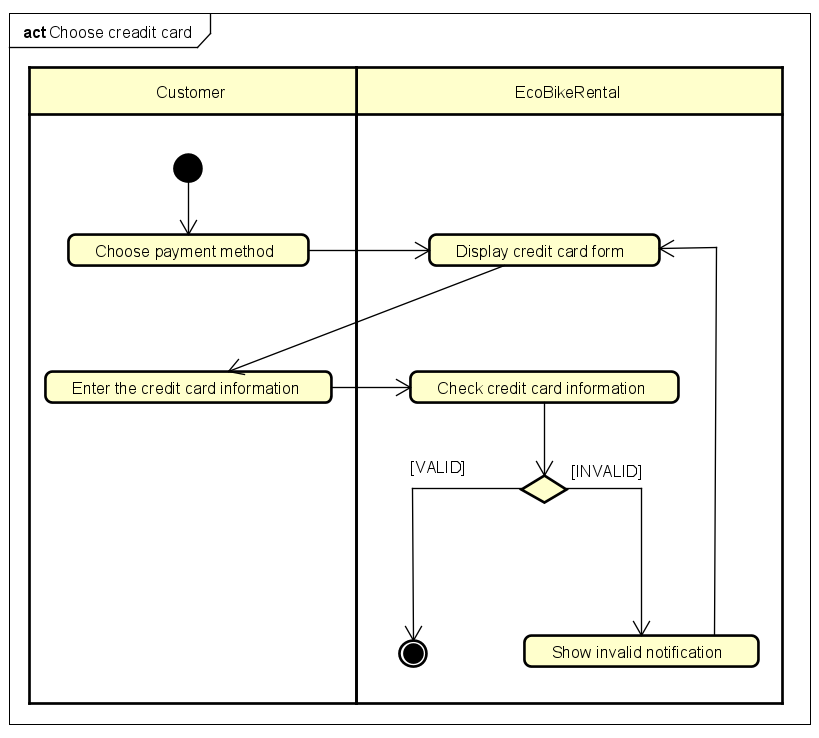 act Choose creadit card
Customer
EcoBikeRental
Choose payment method
Display credit card form
Enter the credit card information
Check credit card information
[VALID]
[INVALID]
Show invalid notification